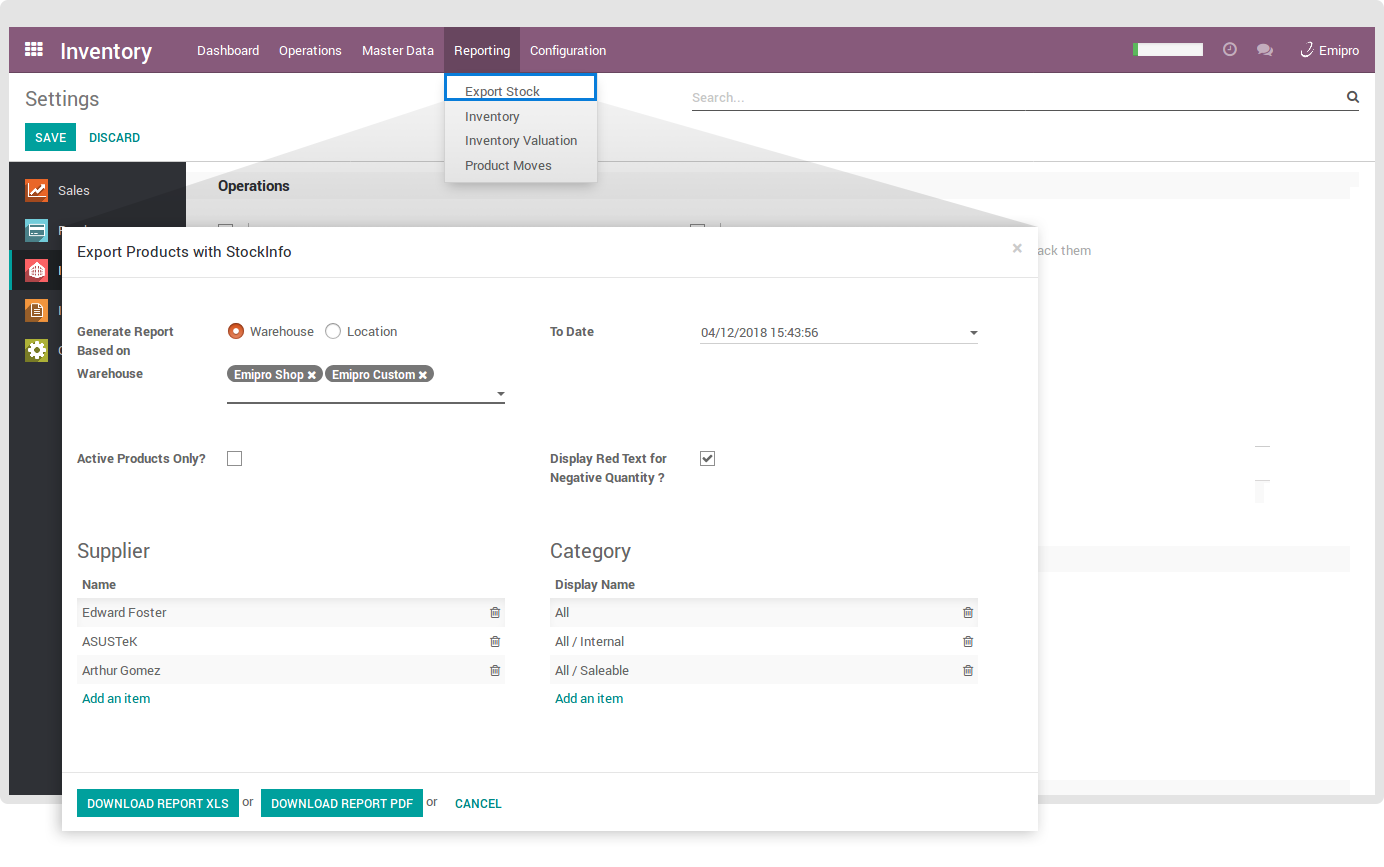 Inventory
Dashboard Operations Master Data Reporting Configuration
Emipro
Settings
Export Stock
Inventory
Inventory Valuation
Product Moves
Search...
SAVE DISCARD
Sales
Operations
ack them
Export Products with StockInfo ×
Generate Report
Based on
Warehouse Location
To Date 04/12/2018 15:43:56
Warehouse Emipro Shop × Emipro Custom ×
Active Products Only?
Display Red Text for
Negative Quantity ?
Supplier
Name
Edward Foster
ASUSTeK
Arthur Gomez
Add an item
Category
Display Name
All
All / Internal
All / Saleable
Add an item
DOWNLOAD REPORT XLS or DOWNLOAD REPORT PDF or CANCEL